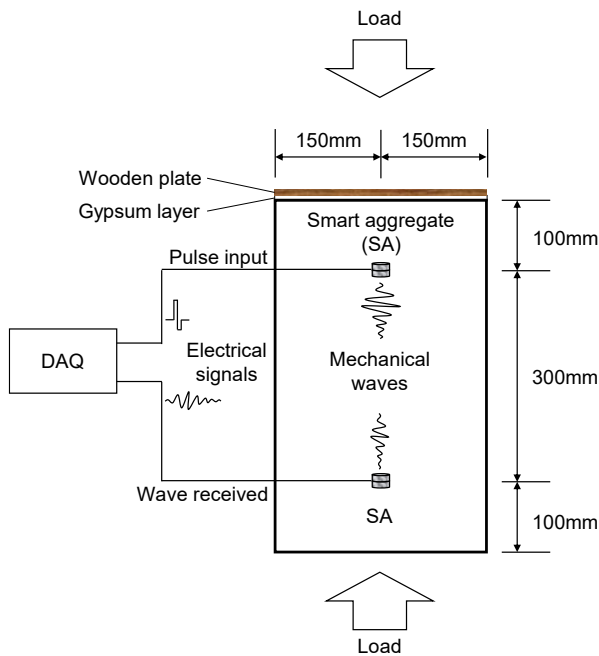 Load
150mm
150mm
Wooden plate
Gypsum layer
Smart aggregate
(SA)
100mm
Pulse input
DAQ
Electrical
signals
Mechanical
waves
300mm
Wave received
SA
100mm
Load